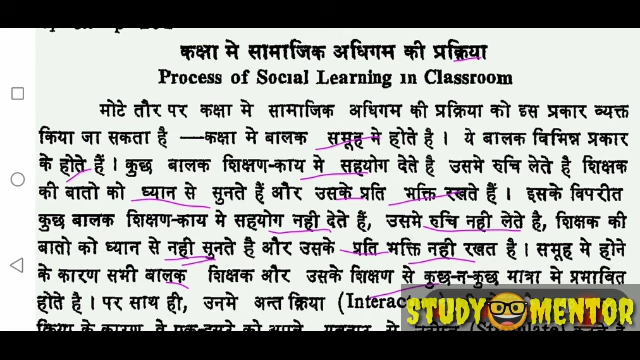 कक्षा मे सामाजिक अधिगम की प्रक्रिया
Process of Social Learning in Classroom
मोटे तौर पर कक्षा मे सामाजिक अधिगम की प्रक्रिया को इस प्रकार व्यक्त
किया जा सकता है —कक्षा मे बालक समूह मे होते है। ये बालक विभिन्न प्रकार
के होते हैं। कुछ बालक शिक्षण-काय मे सहयोग देते है उसमे रुचि लेते है शिक्षक
की बातो को ध्यान से सुनते हैं और उसके प्रति भक्ति रखते हैं। इसके विपरीत
कुछ बालक शिक्षण-काय मे सहयोग नही देते हैं, उसमे रुचि नही लेते है, शिक्षक की
बातो को ध्यान से नही सुनते है और उसके प्रति भक्ति नही रखत है। समूह मे होने
के कारण सभी बालक शिक्षक और उसके शिक्षण से कुछ-न-कुछ मात्रा मे प्रभावित
होते है। पर साथ ही, उनमे अन्त क्रिया
STUDY MENTOR